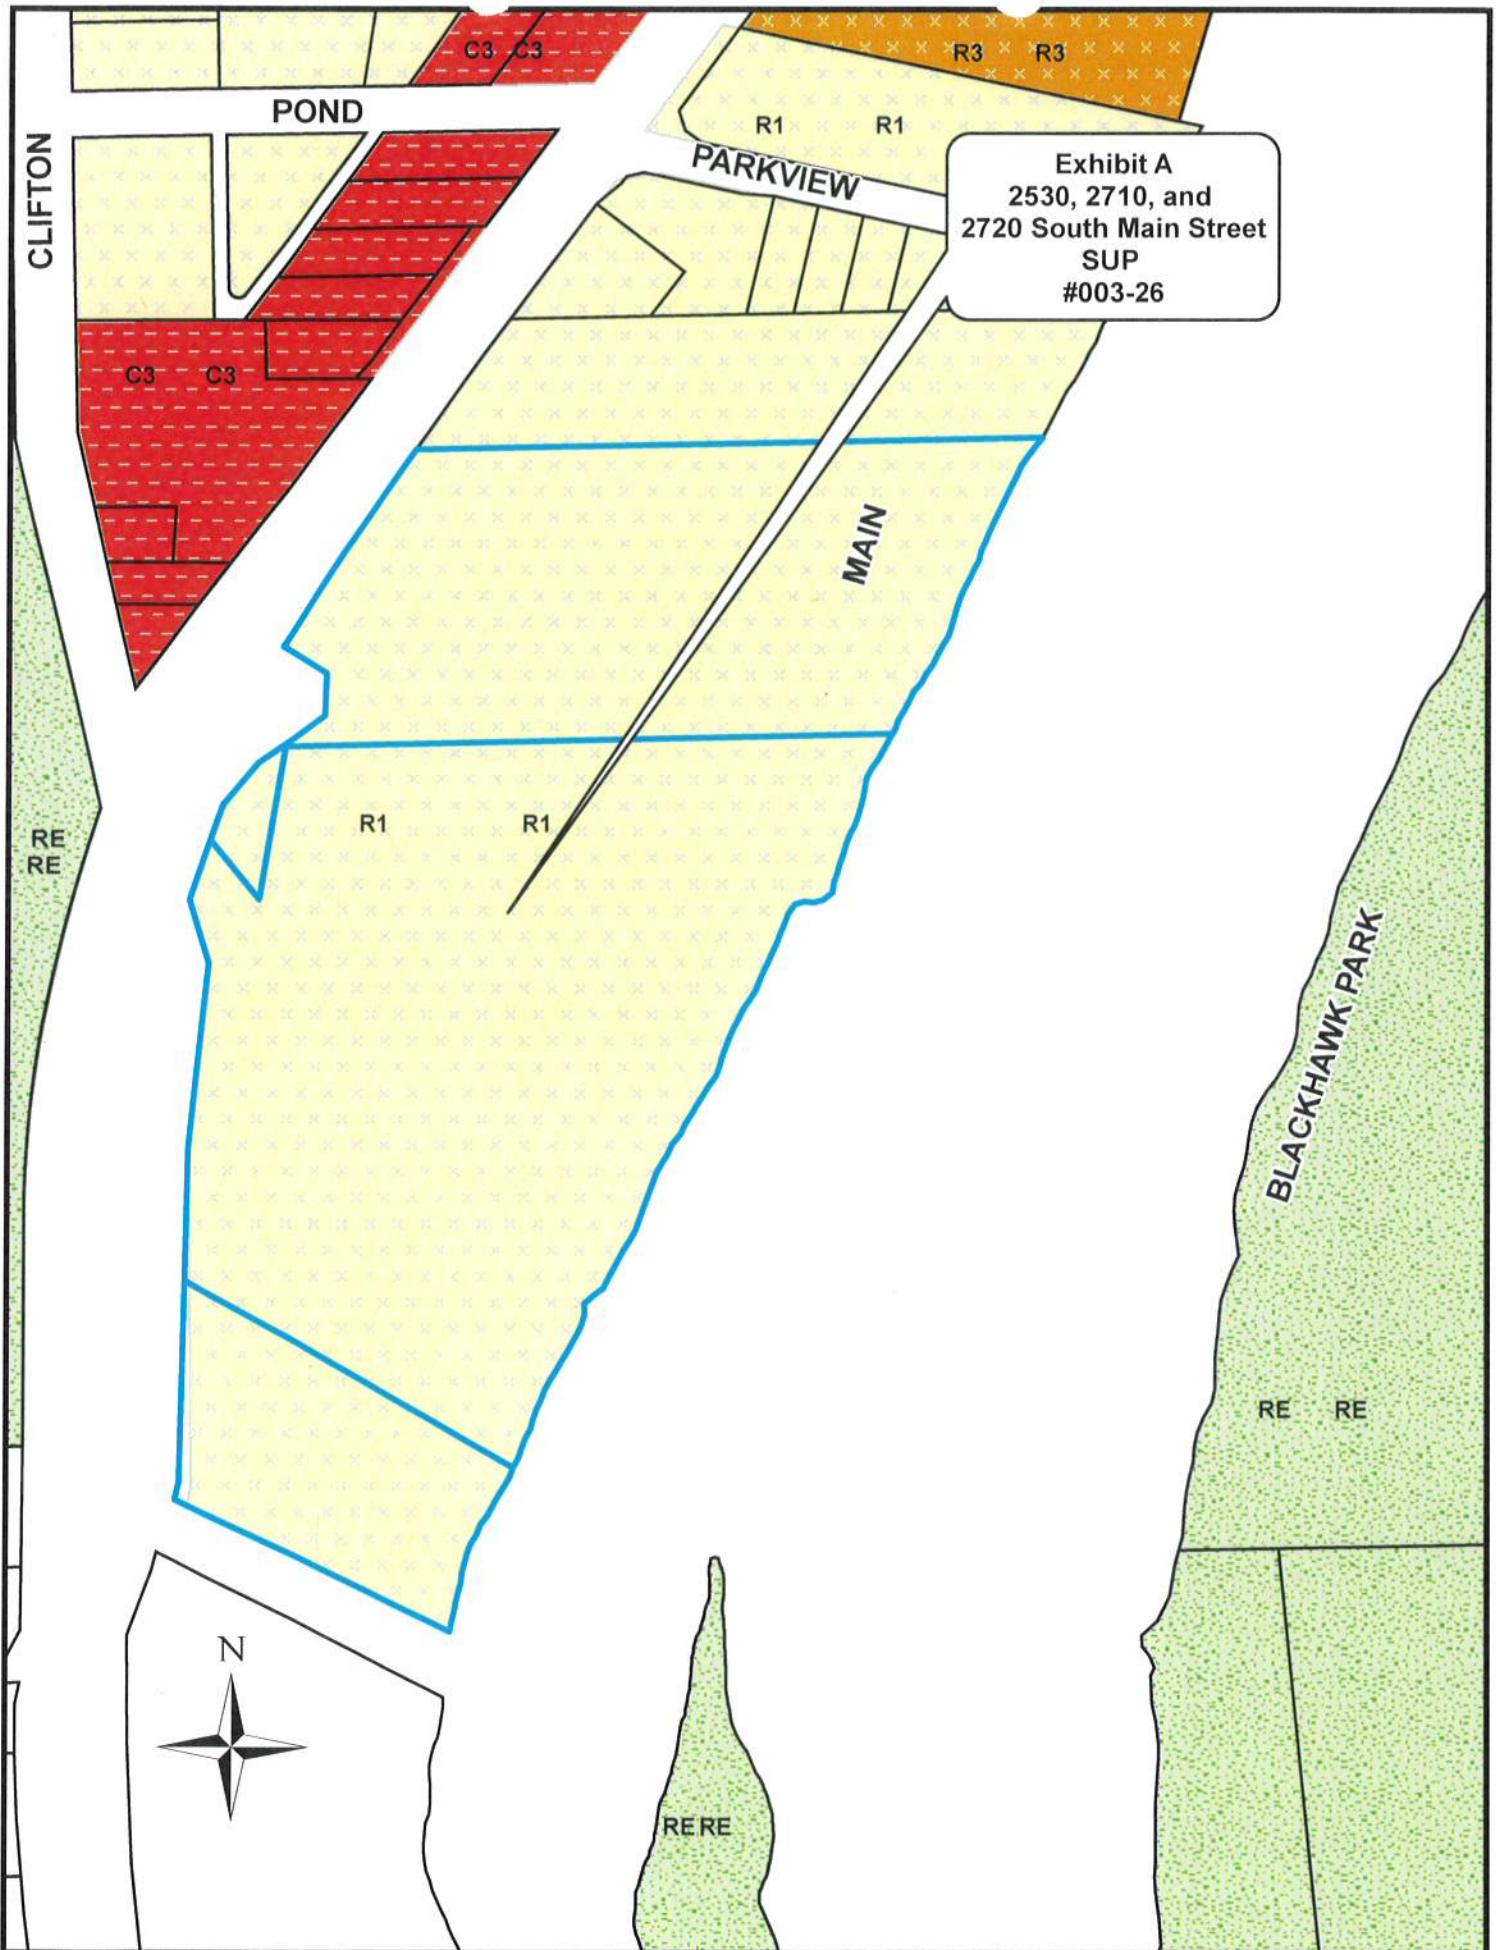 C3 C3
R3 R3
POND
R1 R1
CLIFTON
PARKVIEW
Exhibit A
2530, 2710, and
2720 South Main Street
SUP
#003-26
C3 C3
MAIN
R1 R1
RE
RE
BLACKHAWK PARK
RE RE
N
RE RE